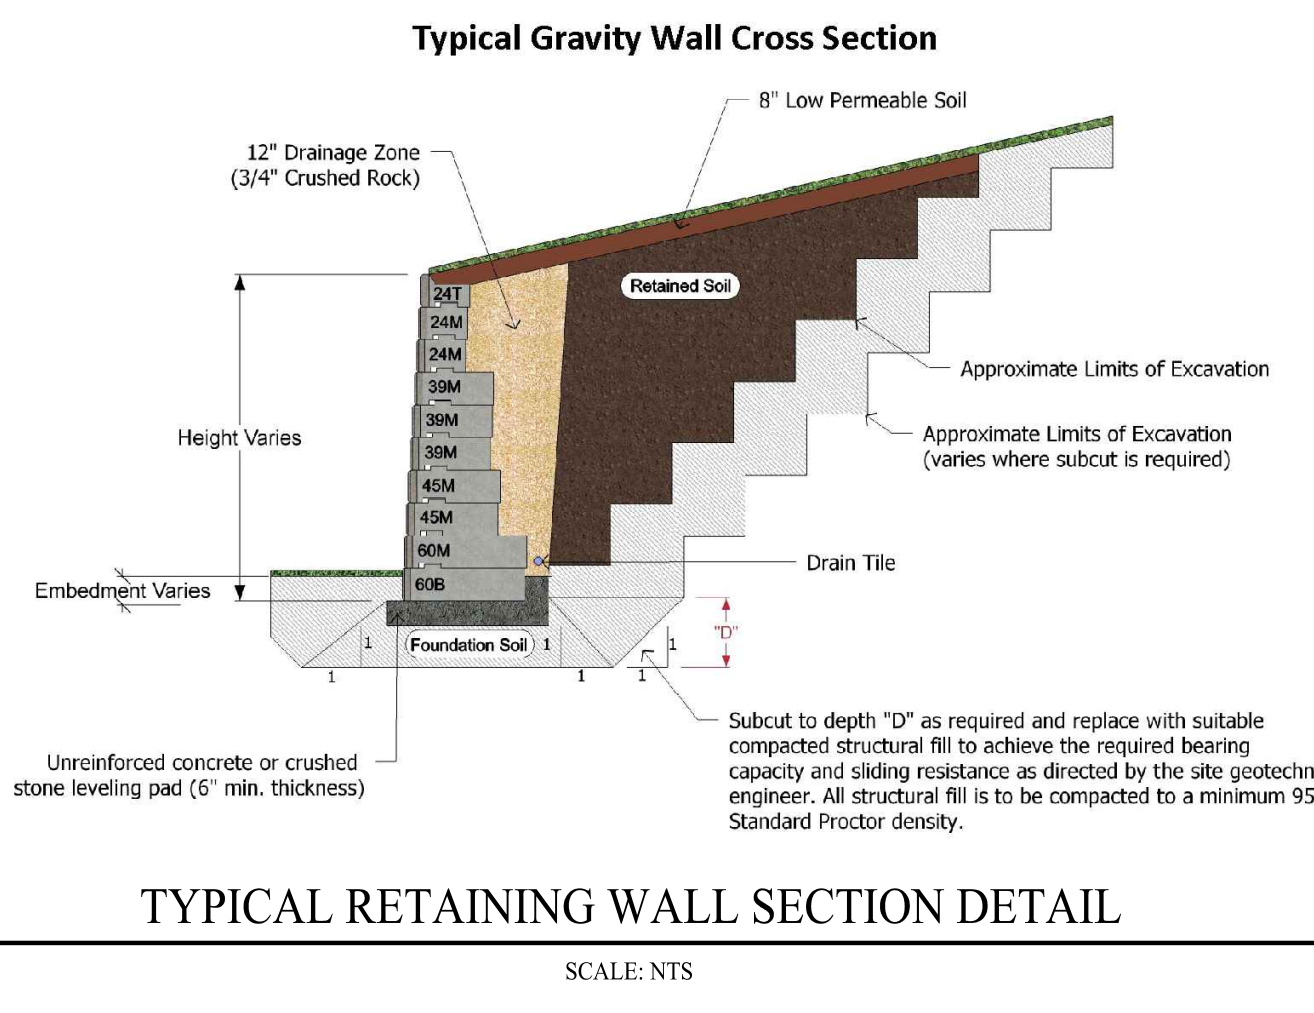 Typical Gravity Wall Cross Section
8" Low Permeable Soil
12" Drainage Zone
(3/4" Crushed Rock)
Retained Soil
24T
24M
24M
39M
39M
39M
45M
45M
60M
60B
Height Varies
Approximate Limits of Excavation
Approximate Limits of Excavation
(varies where subcut is required)
Drain Tile
Embedment Varies
"D"
1
Foundation Soil
1
1
1
1
1
Subcut to depth "D" as required and replace with suitable
compacted structural fill to achieve the required bearing
capacity and sliding resistance as directed by the site geotechn
engineer. All structural fill is to be compacted to a minimum 95
Standard Proctor density.
Unreinforced concrete or crushed
stone leveling pad (6" min. thickness)
TYPICAL RETAINING WALL SECTION DETAIL
SCALE: NTS